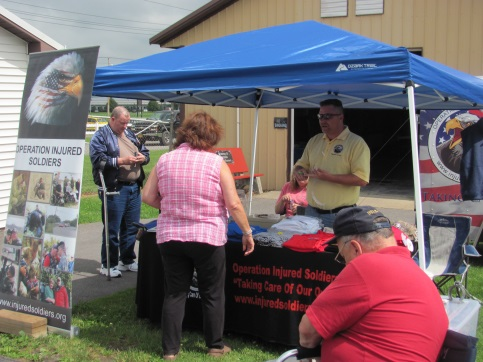 OPERATION INJURED
SOLDIERS
www.injuredsoldiers.org
OZARK TRAIL
Operation Injured Soldiers
"Taking Care Of Our
www.injuredsoldiers